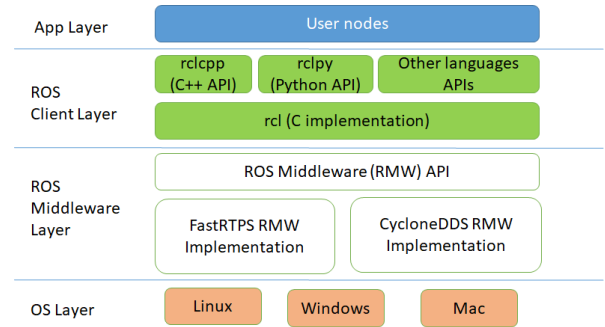 App Layer
User nodes
ROS
Client Layer
rclcpp
(C++ API)
rclpy
(Python API)
Other languages
APIs
rcl (C implementation)
ROS
Middleware
Layer
ROS Middleware (RMW) API
FastRTPS RMW
Implementation
CycloneDDS RMW
Implementation
OS Layer
Linux
Windows
Mac